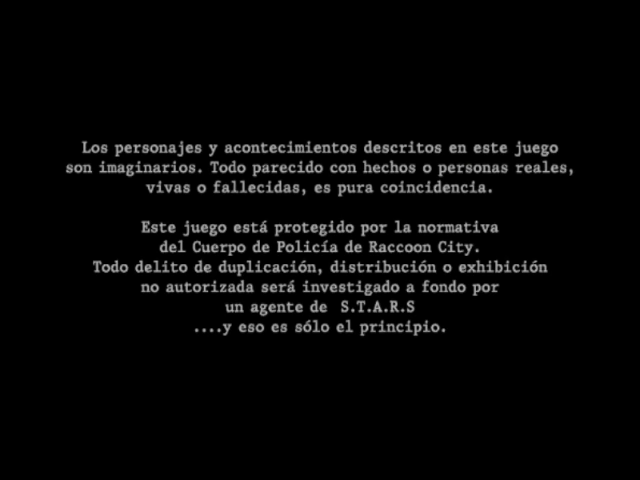 Los personajes y acontecimientos descritos en este juego
son imaginarios. Todo parecido con hechos o personas reales,
vivas o fallecidas, es pura coincidencia.
Este juego está protegido por la normativa
del Cuerpo de Policía de Raccoon City.
Todo delito de duplicación, distribución o exhibición
no autorizada será investigado a fondo por
un agente de S.T.A.R.S
....y eso es sólo el principio.